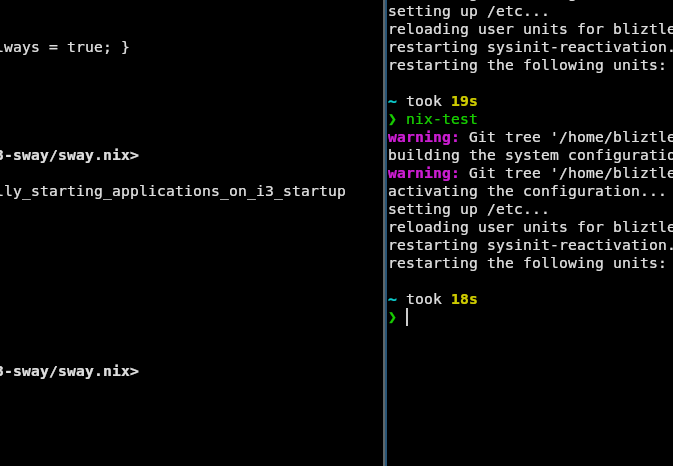 ways = true; }
3-sway/sway.nix>
lly_starting_applications_on_i3_startup
3-sway/sway.nix>
setting up /etc...
reloading user units for bliztle
restarting sysinit-reactivation.
restarting the following units:
~ took 19s
❯ nix-test
warning: Git tree '/home/bliztle
building the system configuratio
warning: Git tree '/home/bliztle
activating the configuration...
setting up /etc...
reloading user units for bliztle
restarting sysinit-reactivation.
restarting the following units:
~ took 18s
❯